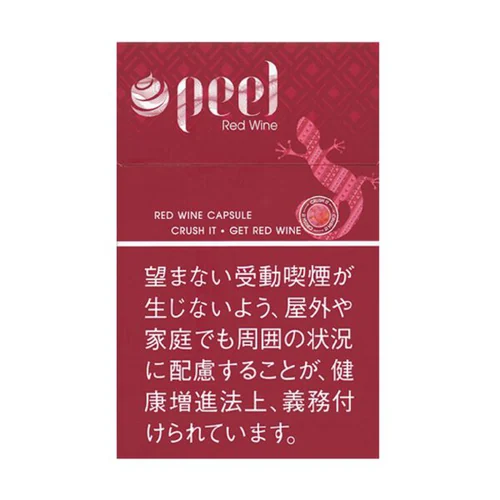 peel
Red Wine
CRUSH IT
RED WINE CAPSULE
CRUSH IT • GET RED WINE
望まない受動喫煙が
生じないよう、屋外や
家庭でも周囲の状況
に配慮することが、健
康増進法上、義務付
けられています。